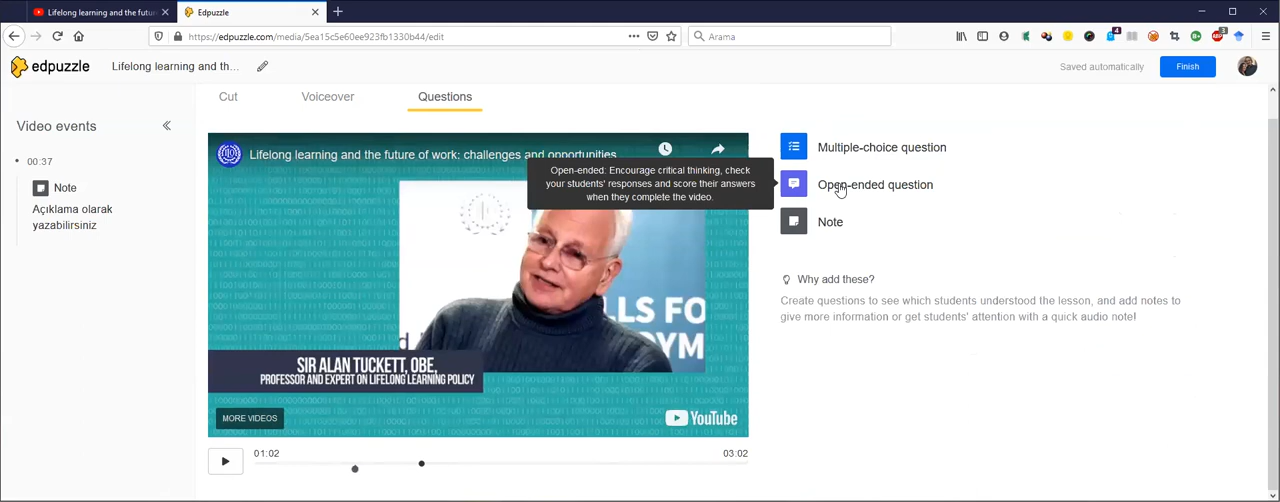 Lifelong learning and the futur
Edpuzzle
https://edpuzzle.com/media/5ea15c5e60ee923fb1330b44/edit
Arama
edpuzzle
Lifelong learning and th...
Saved automatically
Finish
Cut
Voiceover
Questions
Video events
00:37
Note
Açıklama olarak
yazabilirsiniz
Lifelong learning and the future of work: challenges and opportunities
Open-ended: Encourage critical thinking, check
your students' responses and score their answers
when they complete the video.
LLS FO
OYM
SIR ALAN TUCKETT, OBE,
PROFESSOR AND EXPERT ON LIFELONG LEARNING POLICY
MORE VIDEOS
YouTube
01:02
03:02
Multiple-choice question
Open-ended question
Note
Why add these?
Create questions to see which students understood the lesson, and add notes to
give more information or get students' attention with a quick audio note!